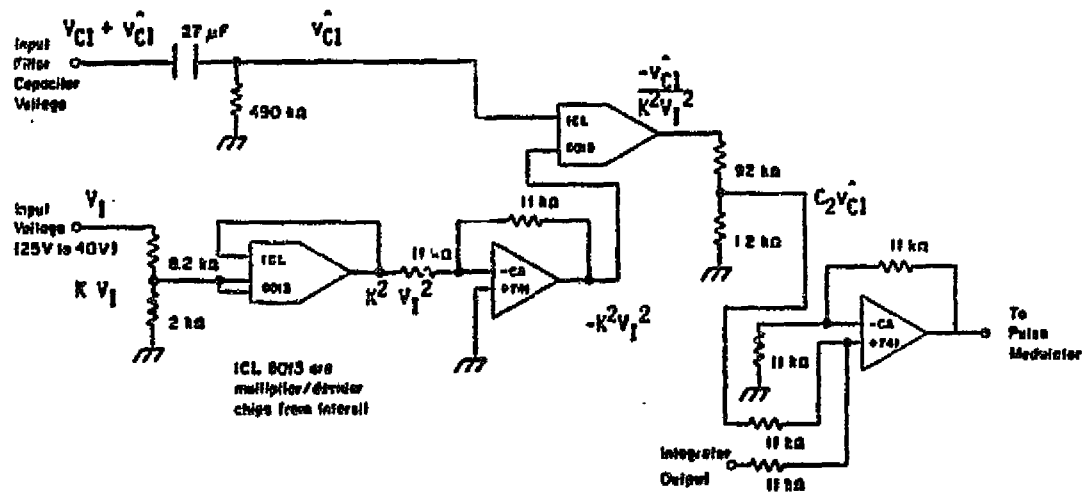 V_CI + v̂_CI
27 µF
v̂_CI
Input
Filter
Capacitor
Voltage
490 kΩ
-v̂_CI
K²V_I²
ICL
8013
92 kΩ
C₂v̂_CI
1.2 kΩ
Input
Voltage
(25V to 40V)
V_I
8.2 kΩ
K V_I
2 kΩ
ICL
8013
K² V_I²
11 kΩ
11 kΩ
-CA
+741
-K²V_I²
ICL 8013 are
multiplier/divider
chips from Intersil
11 kΩ
-CA
+741
11 kΩ
To
Pulse
Modulator
11 kΩ
Integrator
Output
11 kΩ